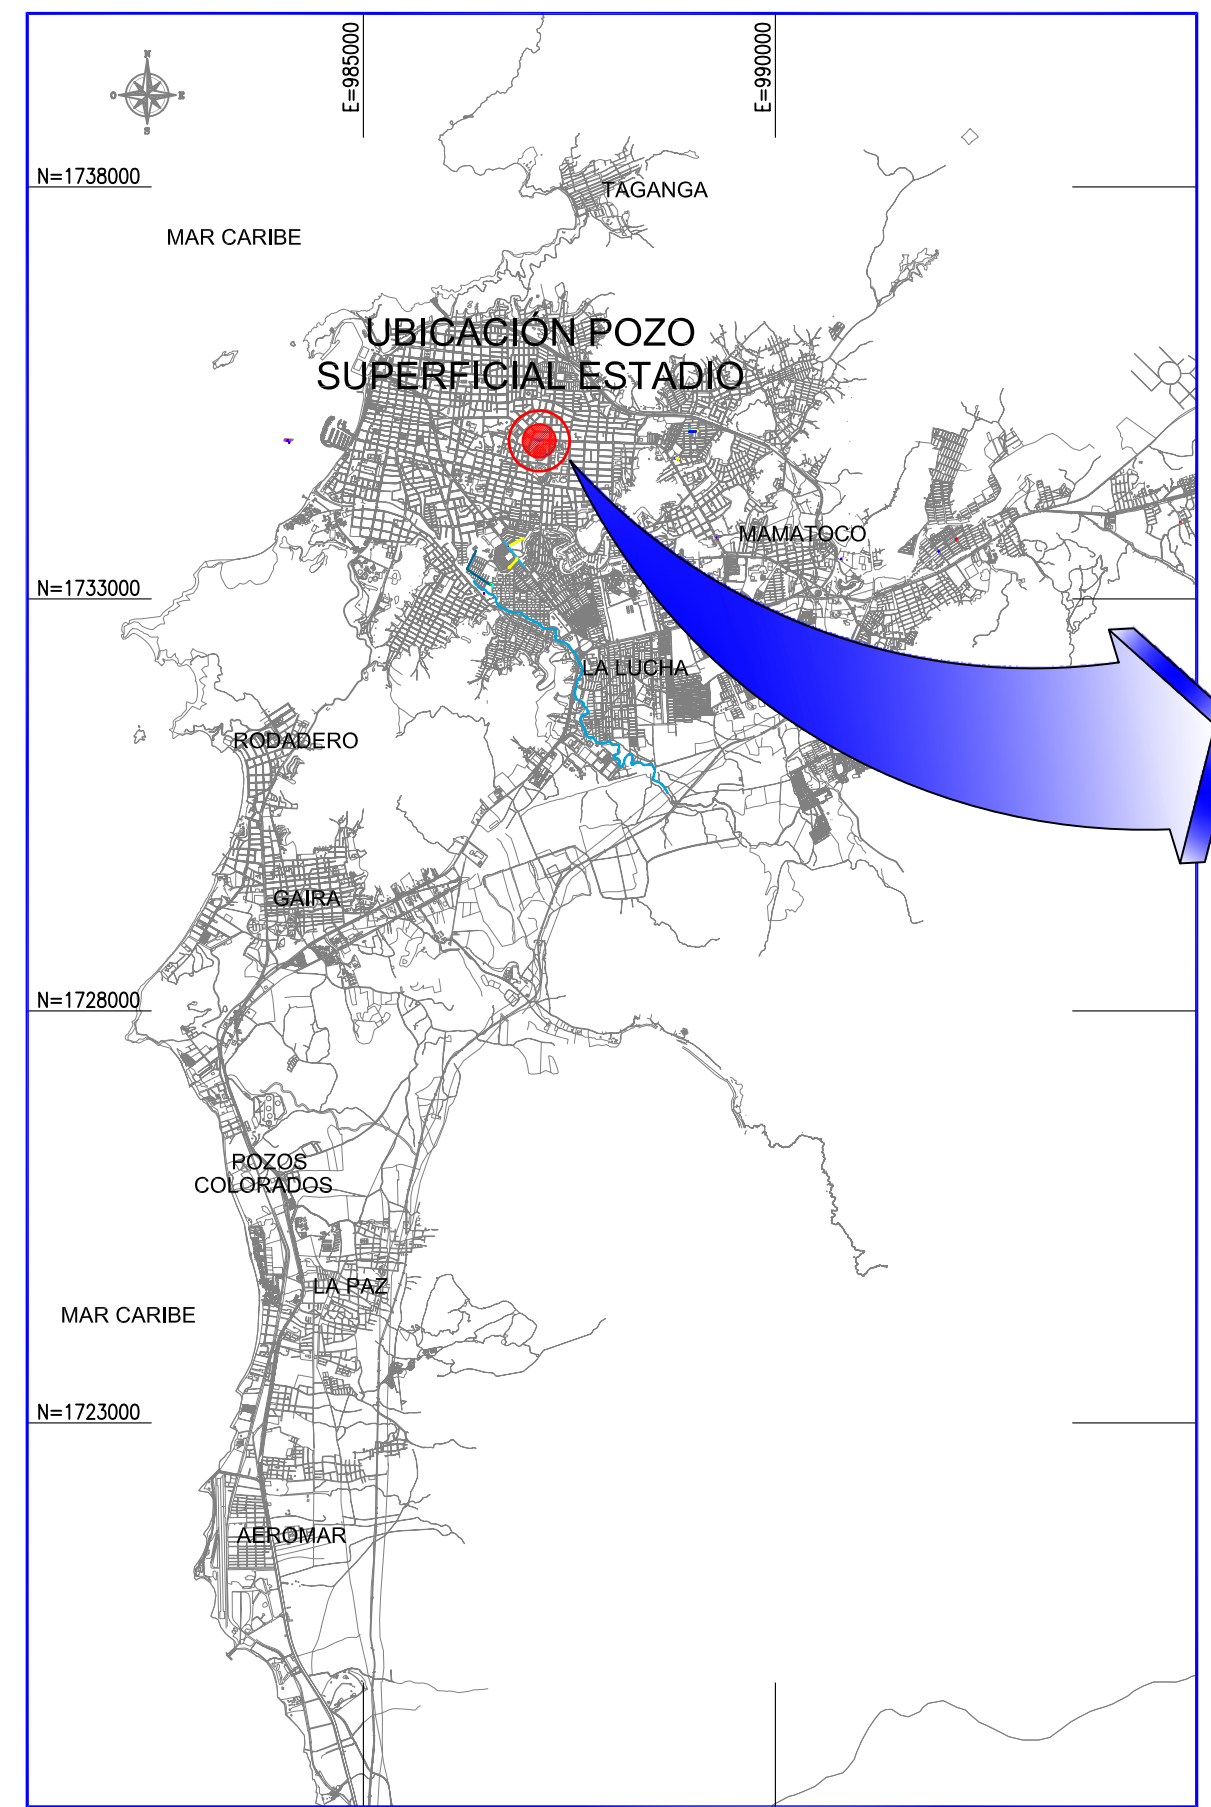 E=985000
E=990000
N
O
E
S
N=1738000
TAGANGA
MAR CARIBE
UBICACIÓN POZO
SUPERFICIAL ESTADIO
MAMATOCO
N=1733000
LA LUCHA
RODADERO
GAIRA
N=1728000
POZOS
COLORADOS
LA PAZ
MAR CARIBE
N=1723000
AEROMAR